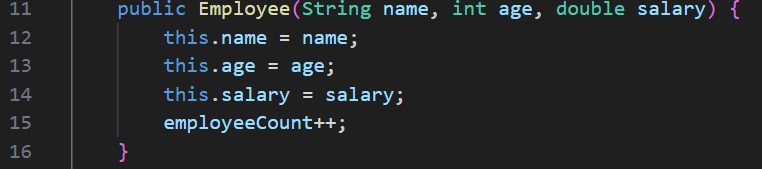 11 public Employee(String name, int age, double salary) {
12 this.name = name;
13 this.age = age;
14 this.salary = salary;
15 employeeCount++;
16 }